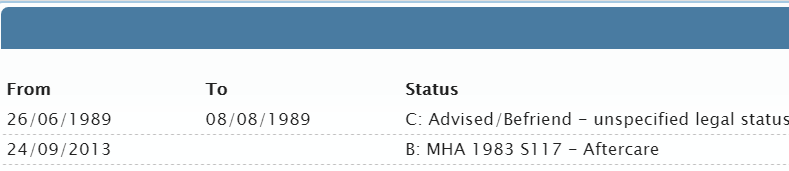 From To Status
26/06/1989 08/08/1989 C: Advised/Befriend - unspecified legal status
24/09/2013 B: MHA 1983 S117 - Aftercare